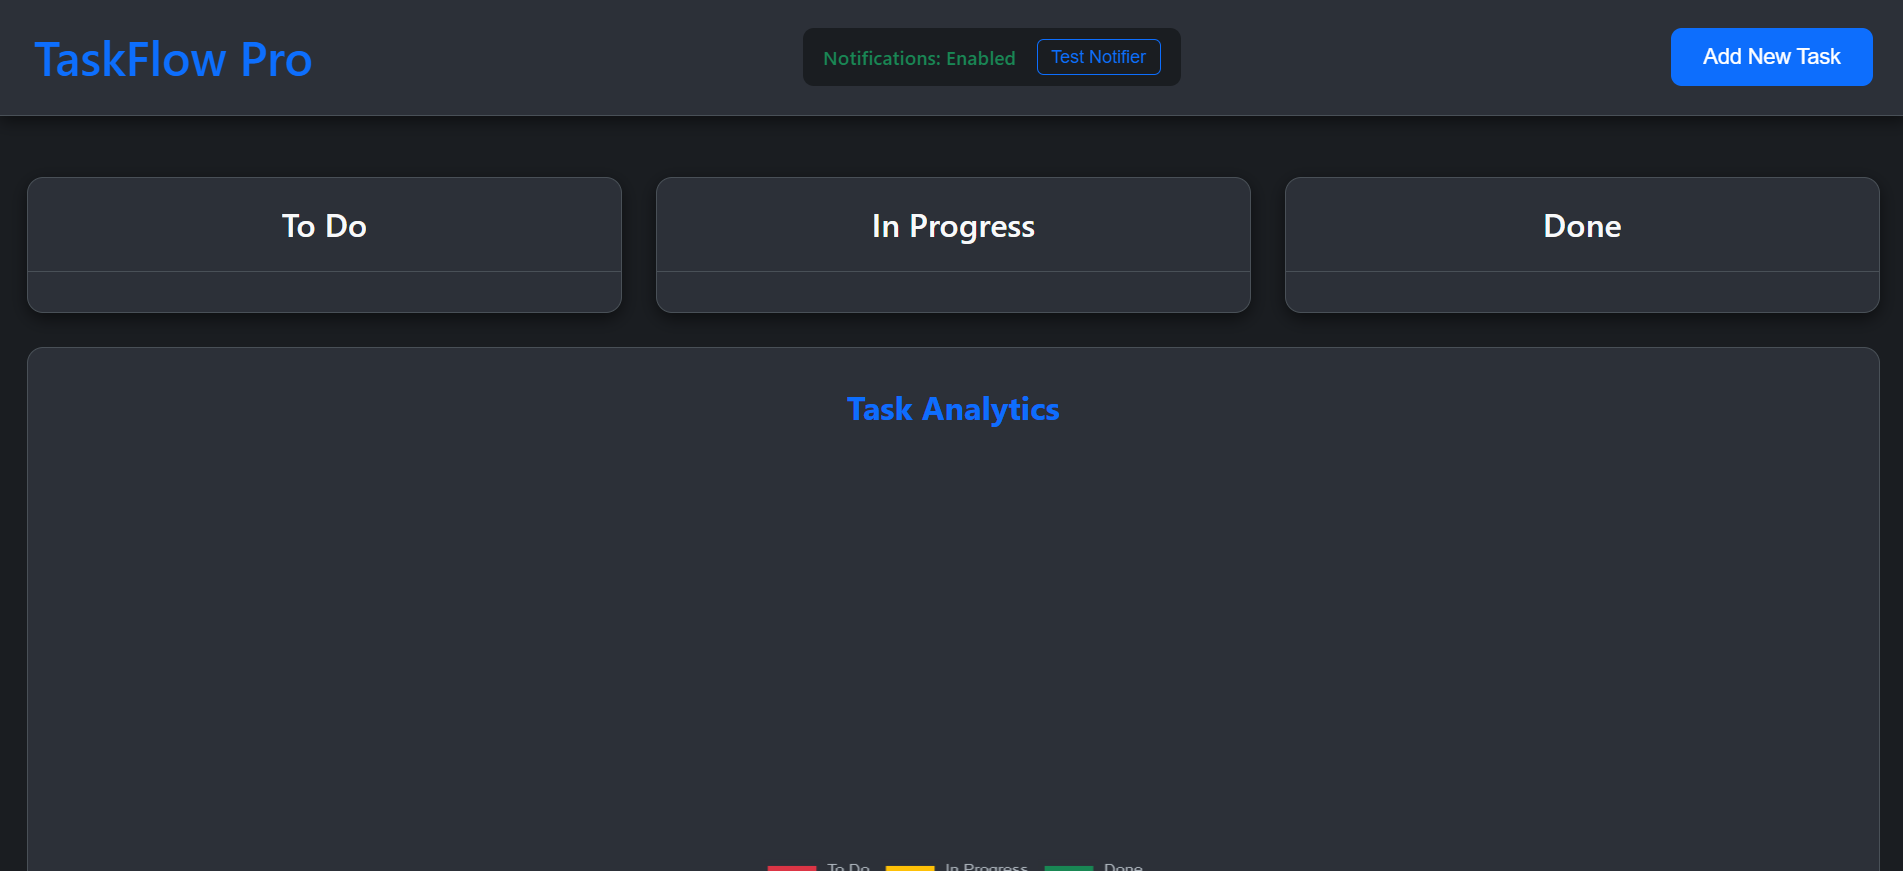 TaskFlow Pro
Notifications: Enabled
Test Notifier
Add New Task
To Do
In Progress
Done
Task Analytics
To Do
In Progress
Done